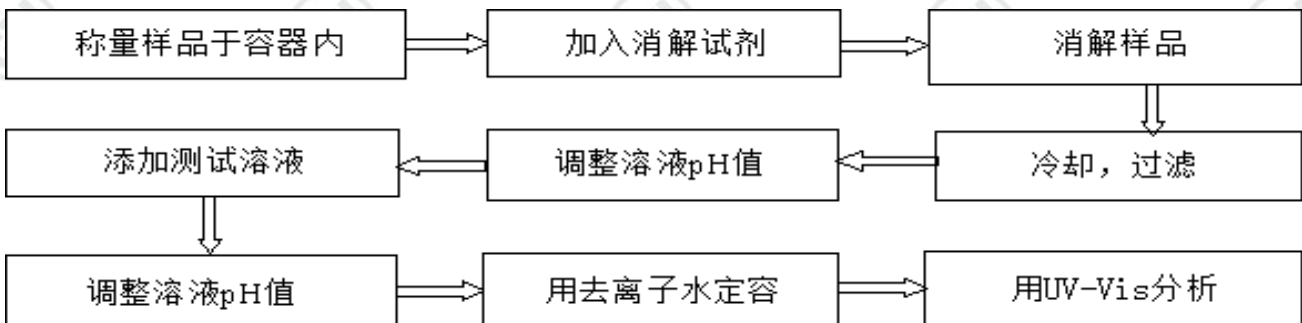 称量样品于容器内
加入消解试剂
消解样品
冷却，过滤
调整溶液pH值
添加测试溶液
调整溶液pH值
用去离子水定容
用UV-Vis分析